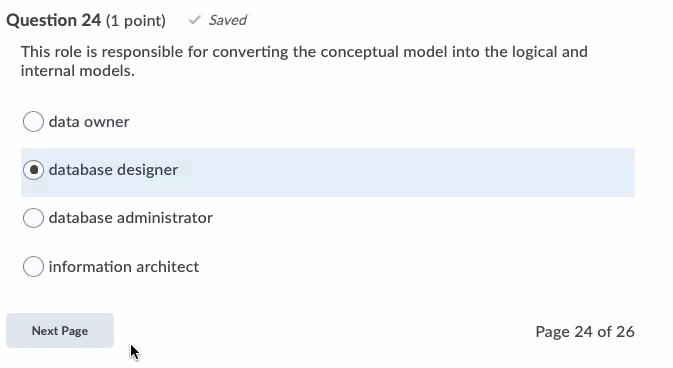 Question 24 (1 point) Saved
This role is responsible for converting the conceptual model into the logical and
internal models.
data owner
database designer
database administrator
information architect
Next Page Page 24 of 26